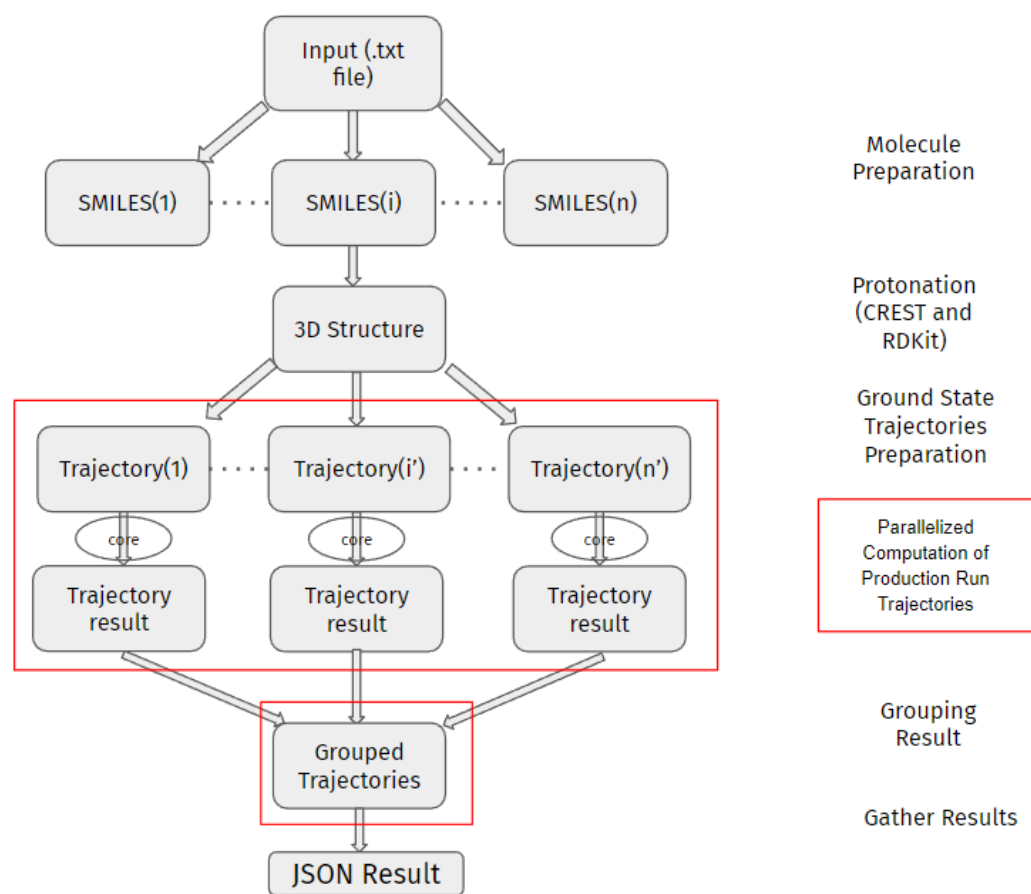 Input (.txt
file)
Molecule
Preparation
SMILES(1)
SMILES(i)
SMILES(n)
Protonation
(CREST and
RDKit)
3D Structure
Ground State
Trajectories
Preparation
Trajectory(1)
Trajectory(i’)
Trajectory(n’)
core
core
core
Parallelized
Computation of
Production Run
Trajectories
Trajectory
result
Trajectory
result
Trajectory
result
Grouping
Result
Grouped
Trajectories
Gather Results
JSON Result